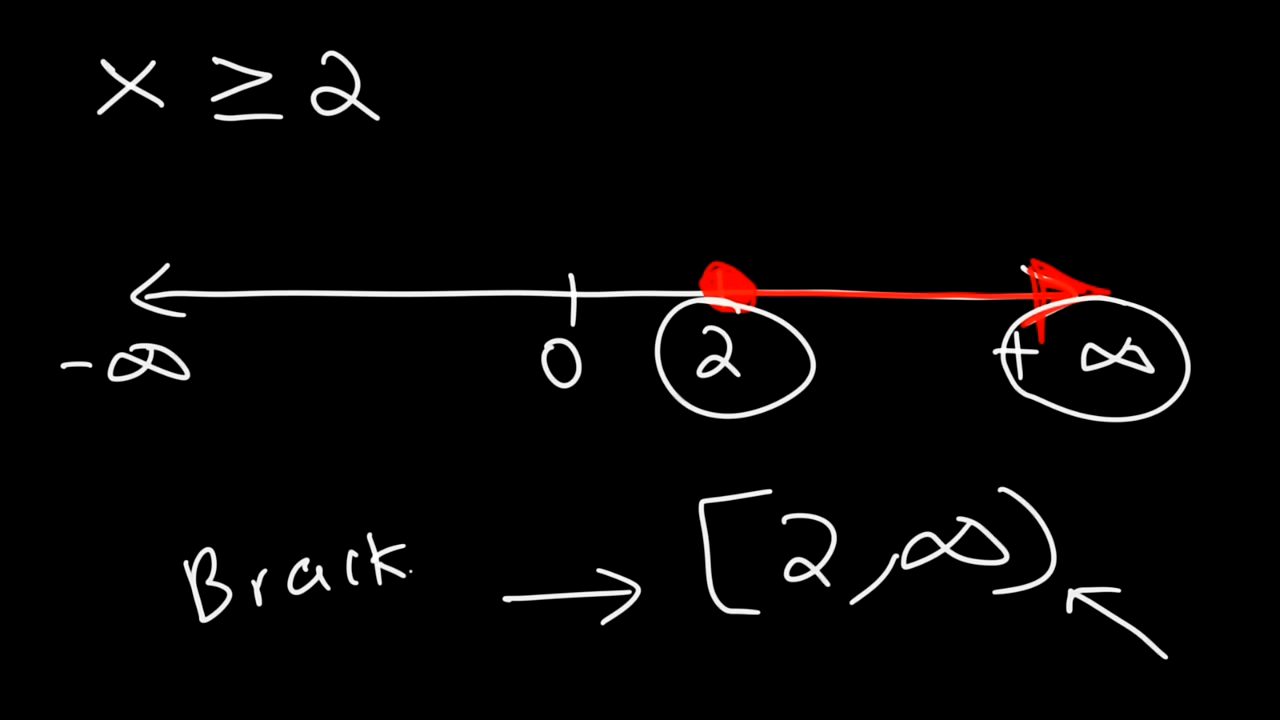 x ≥ 2
-∞ 0 2 + ∞
Brack. → [2,∞)